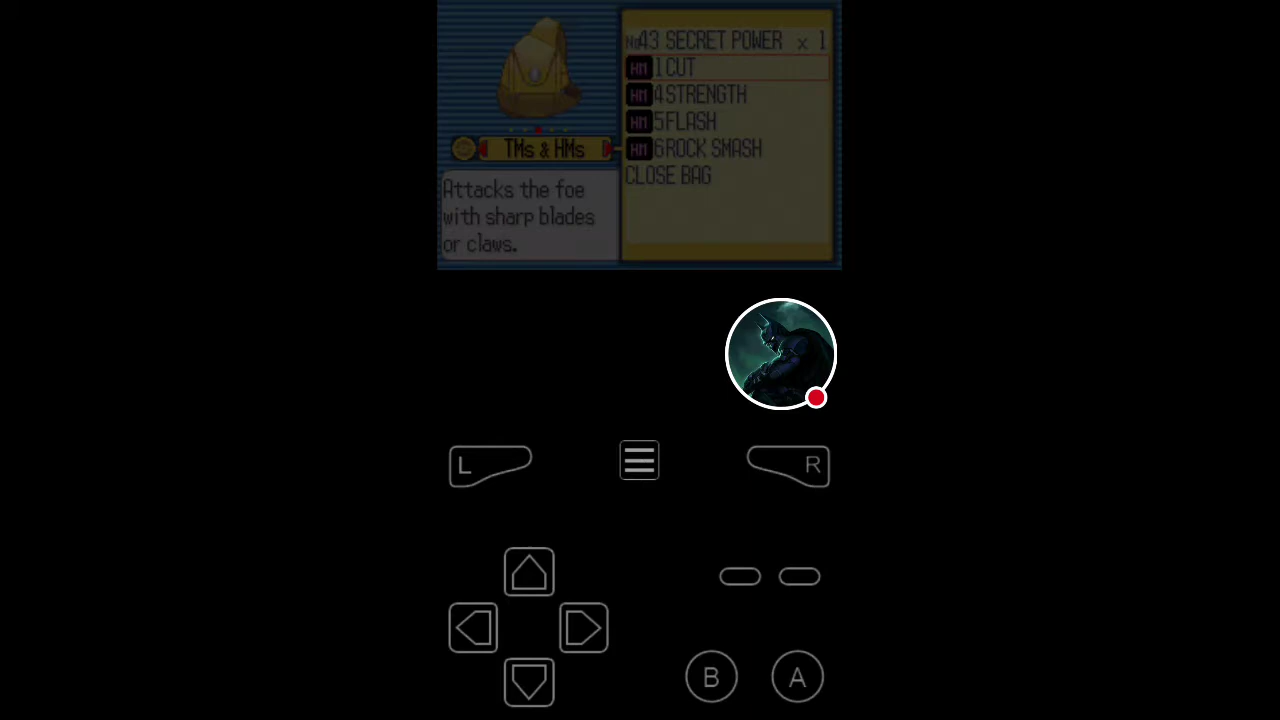 No43 SECRET POWER x 1
HM 1 CUT
HM 4 STRENGTH
HM 5 FLASH
HM 6 ROCK SMASH
CLOSE BAG
TMs & HMs
Attacks the foe
with sharp blades
or claws.
L
R
B
A